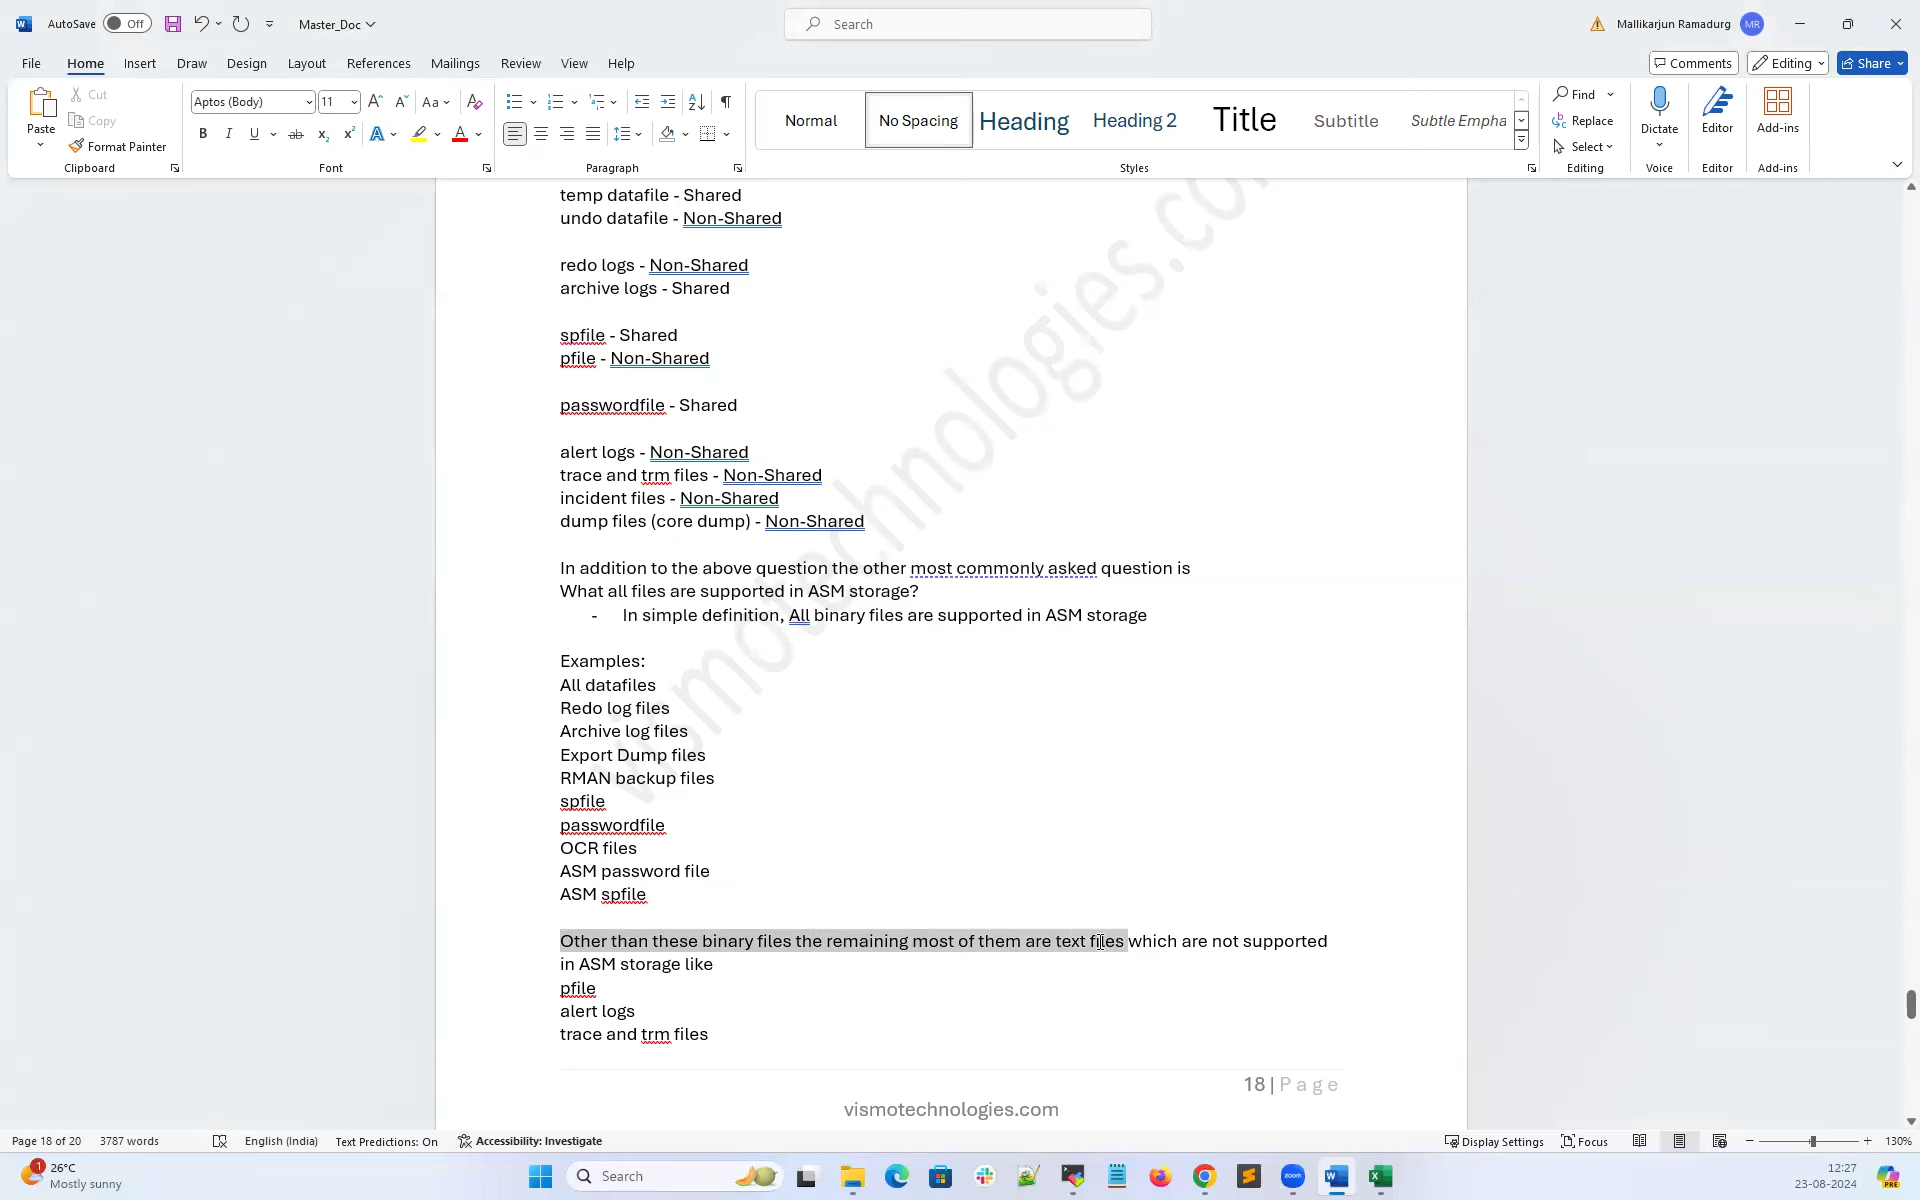 AutoSave Off Master_Doc Search Mallikarjun Ramadurg MR
File Home Insert Draw Design Layout References Mailings Review View Help Comments Editing Share
Paste Cut Copy Format Painter
Aptos (Body) 11
Normal No Spacing Heading Heading 2 Title Subtitle Subtle Empha
Find Replace Select Dictate Editor Add-ins
Clipboard Font Paragraph Styles Editing Voice Editor Add-ins
temp datafile - Shared
undo datafile - Non-Shared
redo logs - Non-Shared
archive logs - Shared
spfile - Shared
pfile - Non-Shared
passwordfile - Shared
alert logs - Non-Shared
trace and trm files - Non-Shared
incident files - Non-Shared
dump files (core dump) - Non-Shared
In addition to the above question the other most commonly asked question is
What all files are supported in ASM storage?
- In simple definition, All binary files are supported in ASM storage
Examples:
All datafiles
Redo log files
Archive log files
Export Dump files
RMAN backup files
spfile
passwordfile
OCR files
ASM password file
ASM spfile
Other than these binary files the remaining most of them are text files which are not supported
in ASM storage like
pfile
alert logs
trace and trm files
18 | Page
vismotechnologies.com
vismotechnologies.co
Page 18 of 20 3787 words English (India) Text Predictions: On Accessibility: Investigate Display Settings Focus 130%
1 26°C
Mostly sunny
Search
zoom
12:27
23-08-2024
PRE